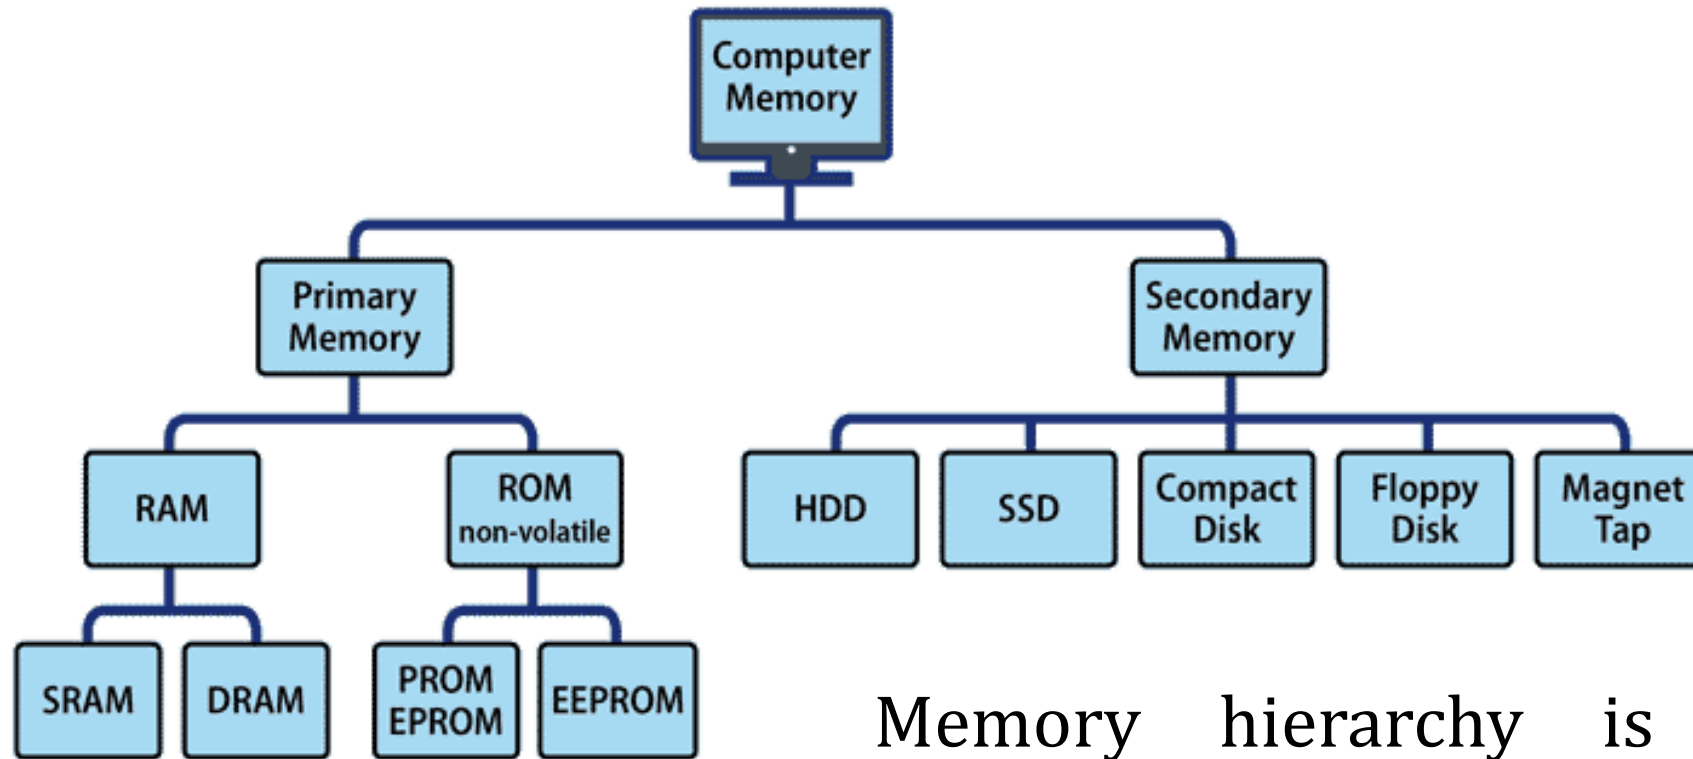 Computer
Memory
Primary
Memory
Secondary
Memory
RAM
ROM
non-volatile
HDD
SSD
Compact
Disk
Floppy
Disk
Magnet
Tap
SRAM
DRAM
PROM
EPROM
EEPROM
Memory hierarchy is